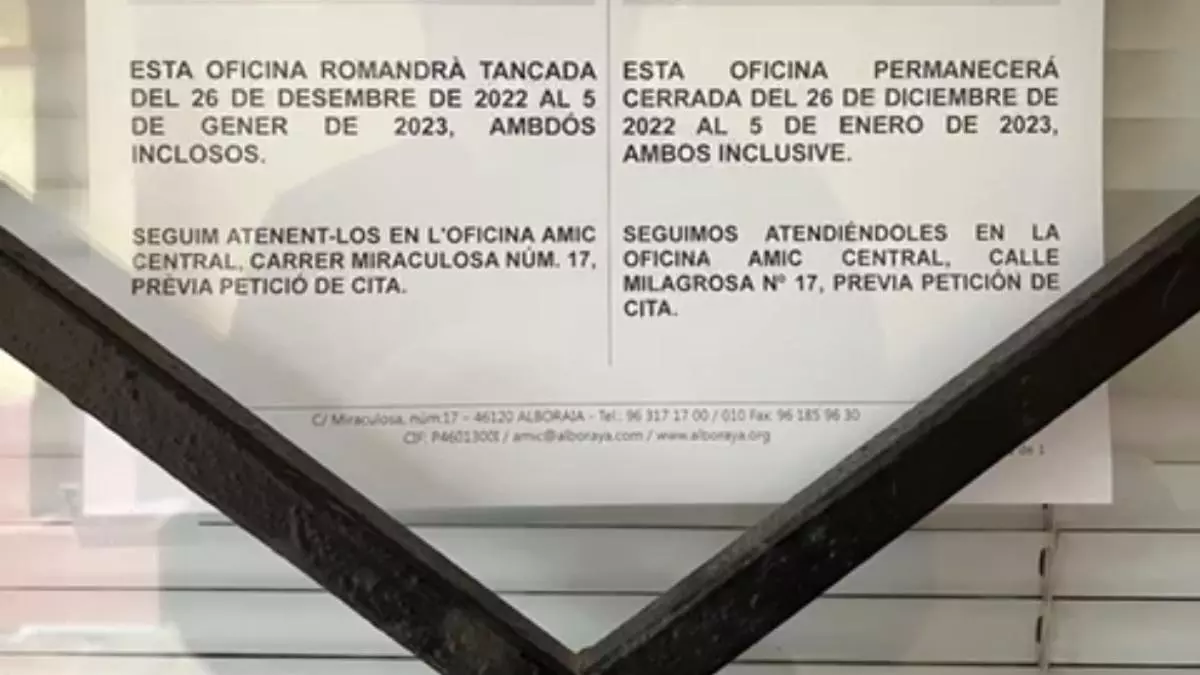 ESTA OFICINA ROMANDRÀ TANCADA
DEL 26 DE DESEMBRE DE 2022 AL 5
DE GENER DE 2023, AMBDÓS
INCLOSOS.
SEGUIM ATENENT-LOS EN L'OFICINA AMIC
CENTRAL, CARRER MIRACULOSA NÚM. 17,
PRÈVIA PETICIÓ DE CITA.
ESTA OFICINA PERMANECERÁ
CERRADA DEL 26 DE DICIEMBRE DE
2022 AL 5 DE ENERO DE 2023,
AMBOS INCLUSIVE.
SEGUIMOS ATENDIÉNDOLES EN LA
OFICINA AMIC CENTRAL, CALLE
MILAGROSA Nº 17, PREVIA PETICIÓN DE
CITA.
C/ Miraculosa, núm.17 – 46120 ALBORAIA - Tel.: 96 317 17 00 / 010 Fax: 96 185 96 30
CIF: / amic@alboraya.com / www.alboraya.org
de 1